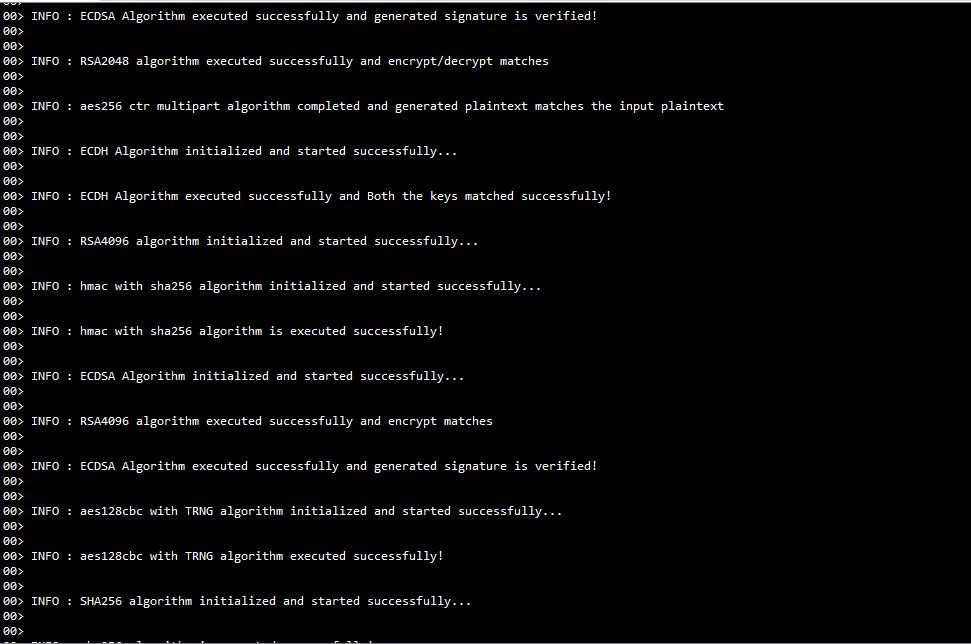 00>
00> INFO : ECDSA Algorithm executed successfully and generated signature is verified!
00>
00>
00> INFO : RSA2048 algorithm executed successfully and encrypt/decrypt matches
00>
00>
00> INFO : aes256 ctr multipart algorithm completed and generated plaintext matches the input plaintext
00>
00>
00> INFO : ECDH Algorithm initialized and started successfully...
00>
00>
00> INFO : ECDH Algorithm executed successfully and Both the keys matched successfully!
00>
00>
00> INFO : RSA4096 algorithm initialized and started successfully...
00>
00>
00> INFO : hmac with sha256 algorithm initialized and started successfully...
00>
00>
00> INFO : hmac with sha256 algorithm is executed successfully!
00>
00>
00> INFO : ECDSA Algorithm initialized and started successfully...
00>
00>
00> INFO : RSA4096 algorithm executed successfully and encrypt matches
00>
00>
00> INFO : ECDSA Algorithm executed successfully and generated signature is verified!
00>
00>
00> INFO : aes128cbc with TRNG algorithm initialized and started successfully...
00>
00>
00> INFO : aes128cbc with TRNG algorithm executed successfully!
00>
00>
00> INFO : SHA256 algorithm initialized and started successfully...
00>
00>